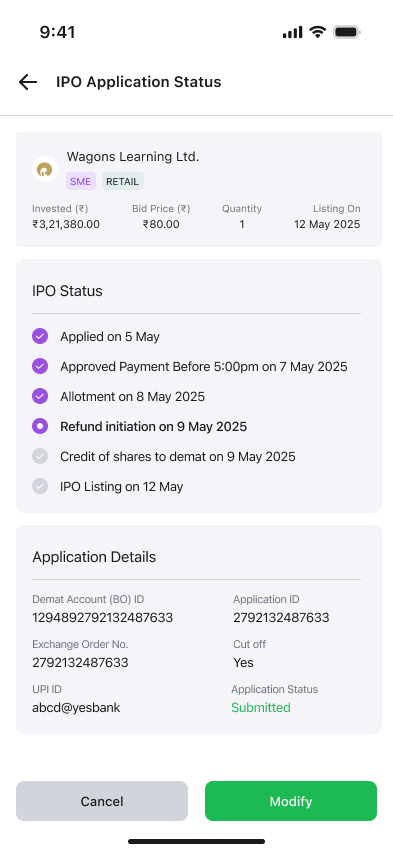 9:41
IPO Application Status
Wagons Learning Ltd.
SME RETAIL
Invested (₹) Bid Price (₹) Quantity Listing On
₹3,21,380.00 ₹80.00 1 12 May 2025
IPO Status
Applied on 5 May
Approved Payment Before 5:00pm on 7 May 2025
Allotment on 8 May 2025
Refund initiation on 9 May 2025
Credit of shares to demat on 9 May 2025
IPO Listing on 12 May
Application Details
Demat Account (BO) ID Application ID
1294892792132487633 2792132487633
Exchange Order No. Cut off
2792132487633 Yes
UPI ID Application Status
abcd@yesbank Submitted
Cancel Modify